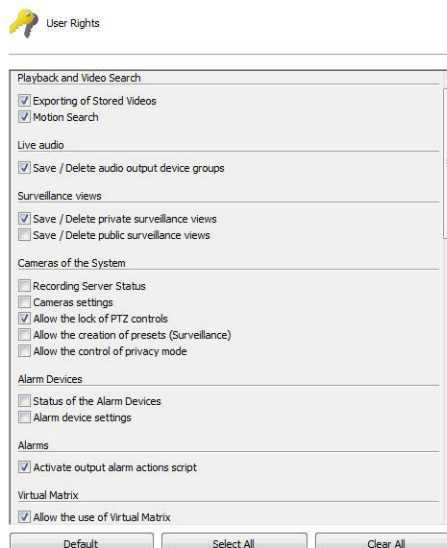 User Rights
Playback and Video Search
Exporting of Stored Videos
Motion Search
Live audio
Save / Delete audio output device groups
Surveillance views
Save / Delete private surveillance views
Save / Delete public surveillance views
Cameras of the System
Recording Server Status
Cameras settings
Allow the lock of PTZ controls
Allow the creation of presets (Surveillance)
Allow the control of privacy mode
Alarm Devices
Status of the Alarm Devices
Alarm device settings
Alarms
Activate output alarm actions script
Virtual Matrix
Allow the use of Virtual Matrix
Default Select All Clear All